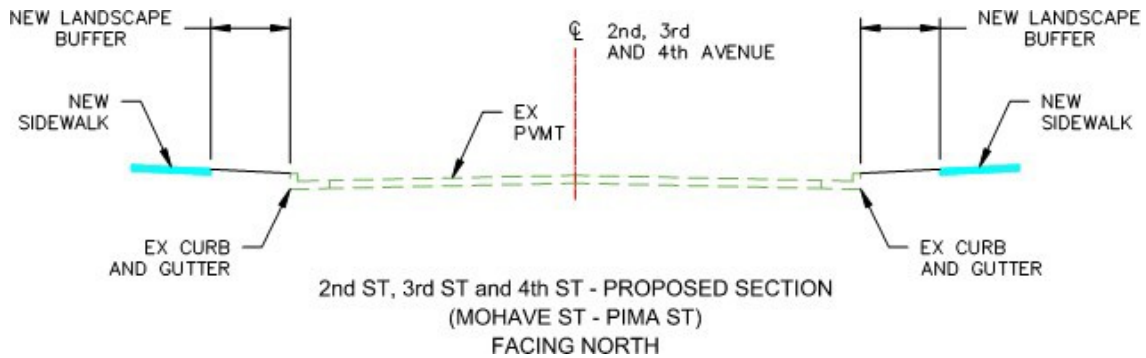 NEW LANDSCAPE
BUFFER
℄ 2nd, 3rd
AND 4th AVENUE
NEW LANDSCAPE
BUFFER
NEW
SIDEWALK
EX
PVMT
NEW
SIDEWALK
EX CURB
AND GUTTER
EX CURB
AND GUTTER
2nd ST, 3rd ST and 4th ST - PROPOSED SECTION
(MOHAVE ST - PIMA ST)
FACING NORTH